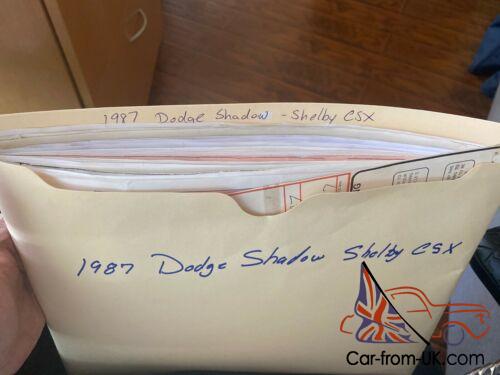 1987 Dodge Shadow - Shelby CSX
1987 Dodge Shadow Shelby CSX
Car-from-UK.com